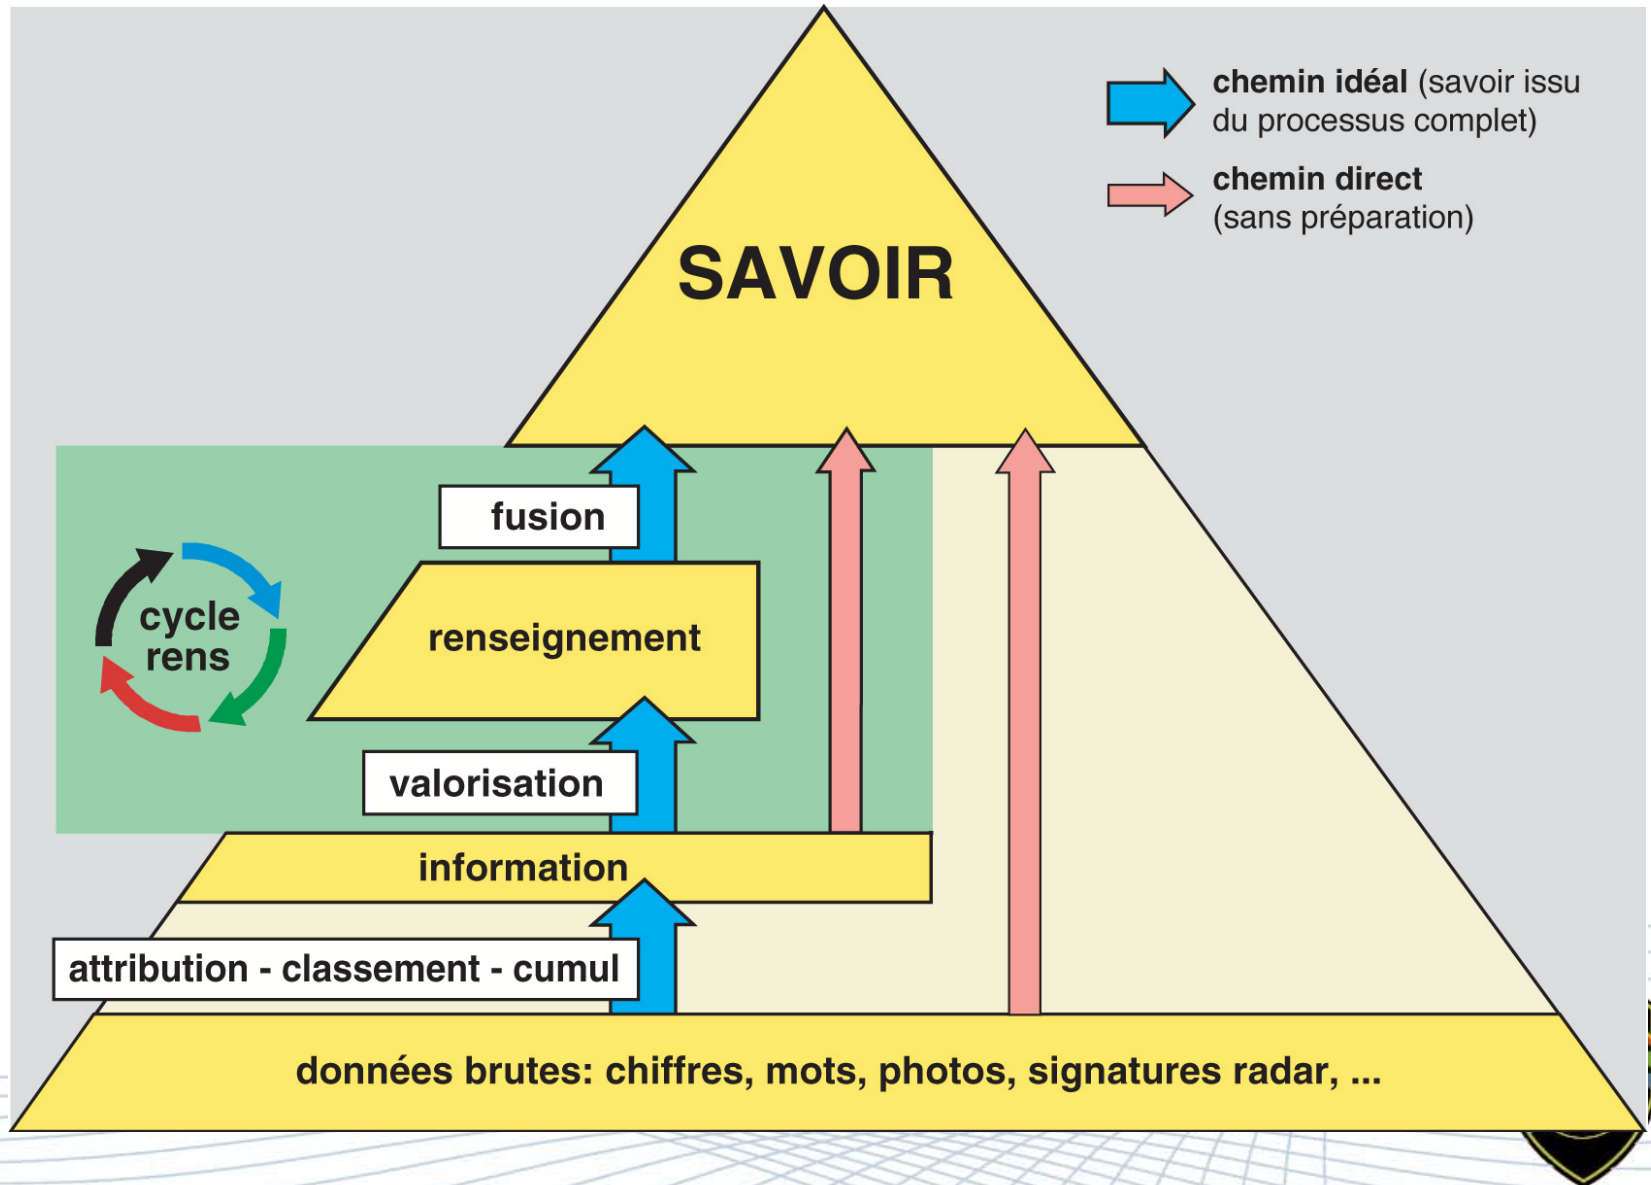 chemin idéal (savoir issu
du processus complet)
chemin direct
(sans préparation)
SAVOIR
fusion
cycle
rens
renseignement
valorisation
information
attribution - classement - cumul
données brutes: chiffres, mots, photos, signatures radar, ...